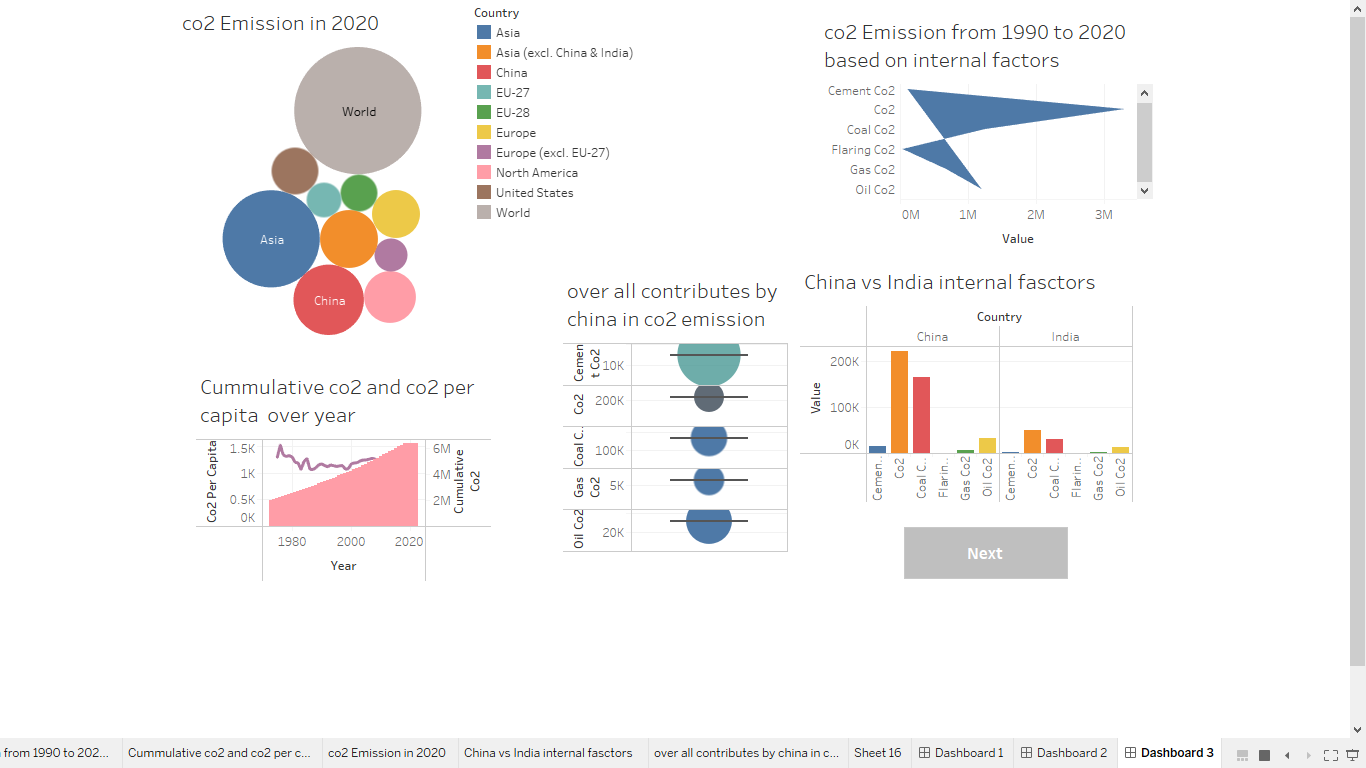 co2 Emission in 2020
World
Asia
China
Country
Asia
Asia (excl. China & India)
China
EU-27
EU-28
Europe
Europe (excl. EU-27)
North America
United States
World
co2 Emission from 1990 to 2020
based on internal factors
Cement Co2
Co2
Coal Co2
Flaring Co2
Gas Co2
Oil Co2
0M 1M 2M 3M
Value
Cummulative co2 and co2 per
capita over year
Co2 Per Capita
1.5K
1K
0.5K
0K
6M
4M
2M
Cumulative
Co2
1980 2000 2020
Year
over all contributes by
china in co2 emission
Cemen
t Co2
10K
Co2
200K
Coal C..
100K
Gas
Co2
5K
Oil Co2
20K
China vs India internal fasctors
Country
China India
Value
200K
100K
0K
Cemen..
Co2
Coal C..
Flarin..
Gas Co2
Oil Co2
Cemen..
Co2
Coal C..
Flarin..
Gas Co2
Oil Co2
Next
from 1990 to 202... Cummulative co2 and co2 per c... co2 Emission in 2020 China vs India internal fasctors over all contributes by china in c... Sheet 16 Dashboard 1 Dashboard 2 Dashboard 3